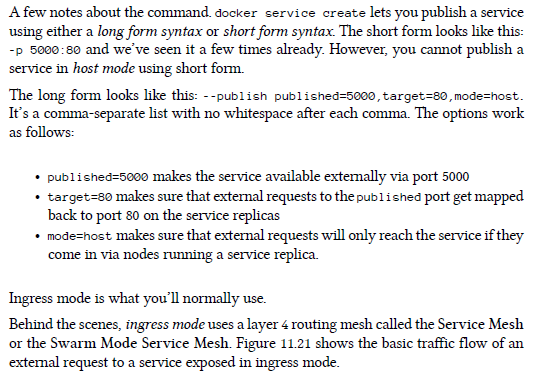 A few notes about the command. docker service create lets you publish a service
using either a long form syntax or short form syntax. The short form looks like this:
-p 5000:80 and we've seen it a few times already. However, you cannot publish a
service in host mode using short form.
The long form looks like this: --publish published=5000,target=80,mode=host.
It's a comma-separate list with no whitespace after each comma. The options work
as follows:
• published=5000 makes the service available externally via port 5000
• target=80 makes sure that external requests to the published port get mapped
back to port 80 on the service replicas
• mode=host makes sure that external requests will only reach the service if they
come in via nodes running a service replica.
Ingress mode is what you'll normally use.
Behind the scenes, ingress mode uses a layer 4 routing mesh called the Service Mesh
or the Swarm Mode Service Mesh. Figure 11.21 shows the basic traffic flow of an
external request to a service exposed in ingress mode.